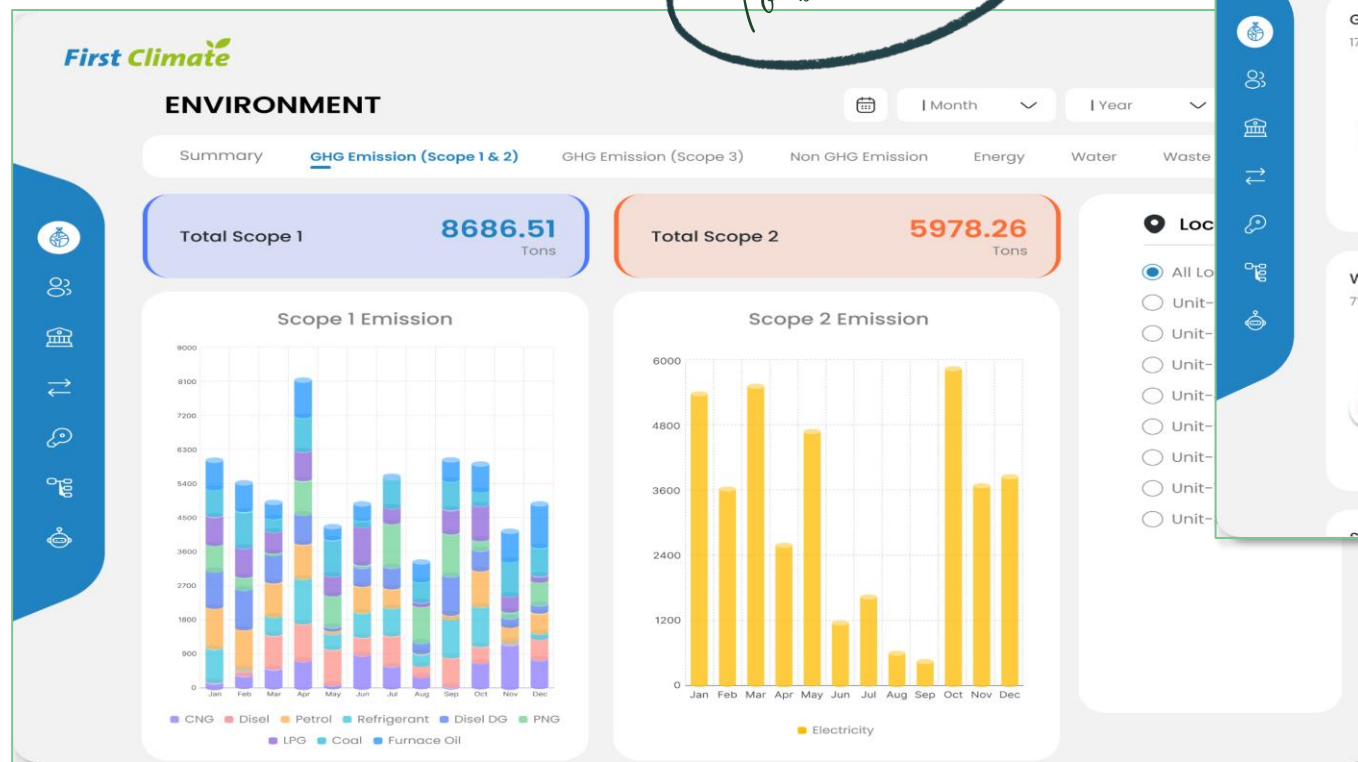 First Climate
ENVIRONMENT
| Month
| Year
Summary
GHG Emission (Scope 1 & 2)
GHG Emission (Scope 3)
Non GHG Emission
Energy
Water
Waste
Total Scope 1
8686.51
Tons
Total Scope 2
5978.26
Tons
Loc
All Lo
Unit-
Unit-
Unit-
Unit-
Unit-
Unit-
Unit-
Unit-
Scope 1 Emission
9000
8100
7200
6300
5400
4500
3600
2700
1800
900
0
Jan Feb Mar Apr May Jun Jul Aug Sep Oct Nov Dec
CNG Disel Petrol Refrigerant Disel DG PNG
LPG Coal Furnace Oil
Scope 2 Emission
6000
4800
3600
2400
1200
0
Jan Feb Mar Apr May Jun Jul Aug Sep Oct Nov Dec
Electricity
G
17